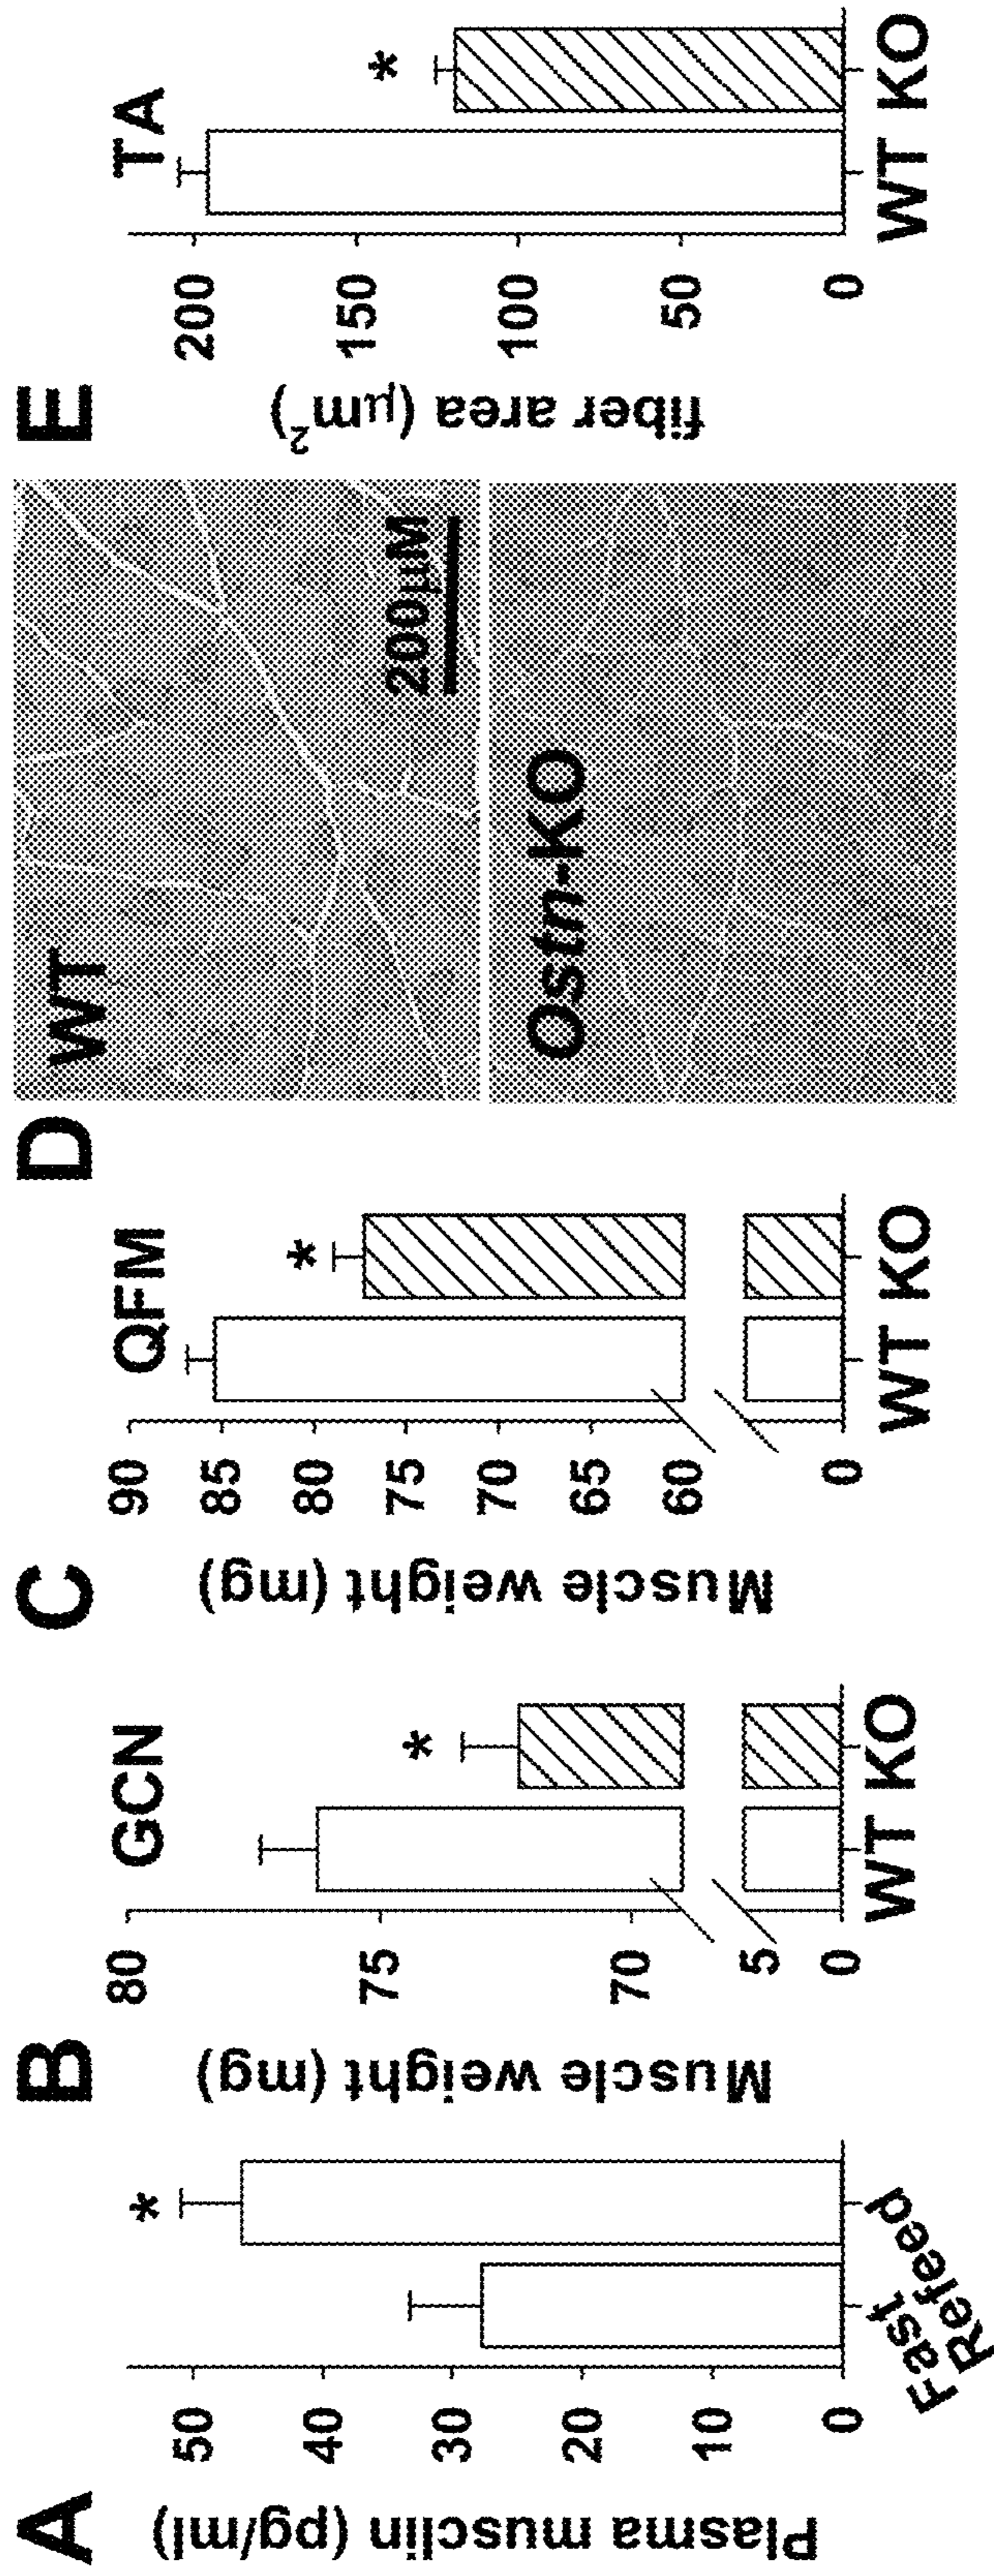 A
Plasma musclin (pg/ml)
50
40
30
20
10
0
Fast
Refeed
*
B
GCN
Muscle weight (mg)
80
75
70
5
0
WT KO
*
C
QFM
Muscle weight (mg)
90
85
80
75
70
65
60
0
WT KO
*
D
WT
200µM
Ostn-KO
E
TA
fiber area (µm²)
200
150
100
50
0
WT KO
*